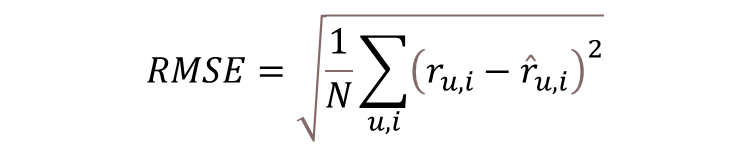 RMSE = √(1/N ∑_{u,i} (r_{u,i} − r̂_{u,i})²)